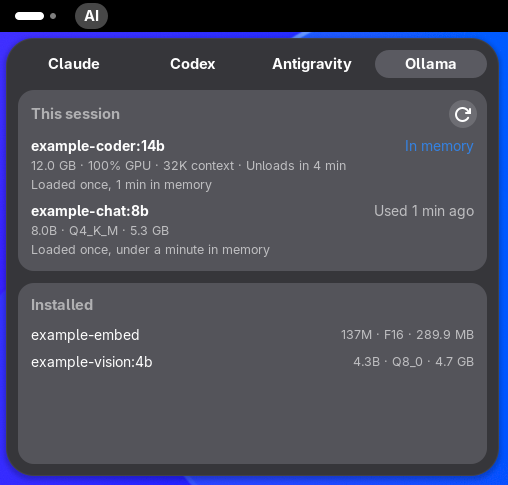 AI
Claude
Codex
Antigravity
Ollama
This session
example-coder:14b
In memory
12.0 GB · 100% GPU · 32K context · Unloads in 4 min
Loaded once, 1 min in memory
example-chat:8b
Used 1 min ago
8.0B · Q4_K_M · 5.3 GB
Loaded once, under a minute in memory
Installed
example-embed
137M · F16 · 289.9 MB
example-vision:4b
4.3B · Q8_0 · 4.7 GB